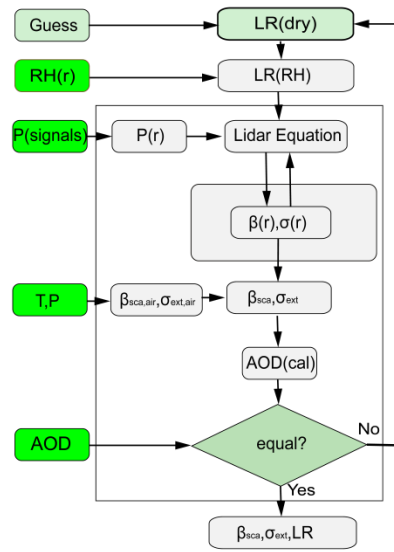 Guess
LR(dry)
RH(r)
LR(RH)
P(signals)
P(r)
Lidar Equation
β(r),σ(r)
T,P
βsca,air,σext,air
βsca,σext
AOD(cal)
AOD
equal?
No
Yes
βsca,σext,LR